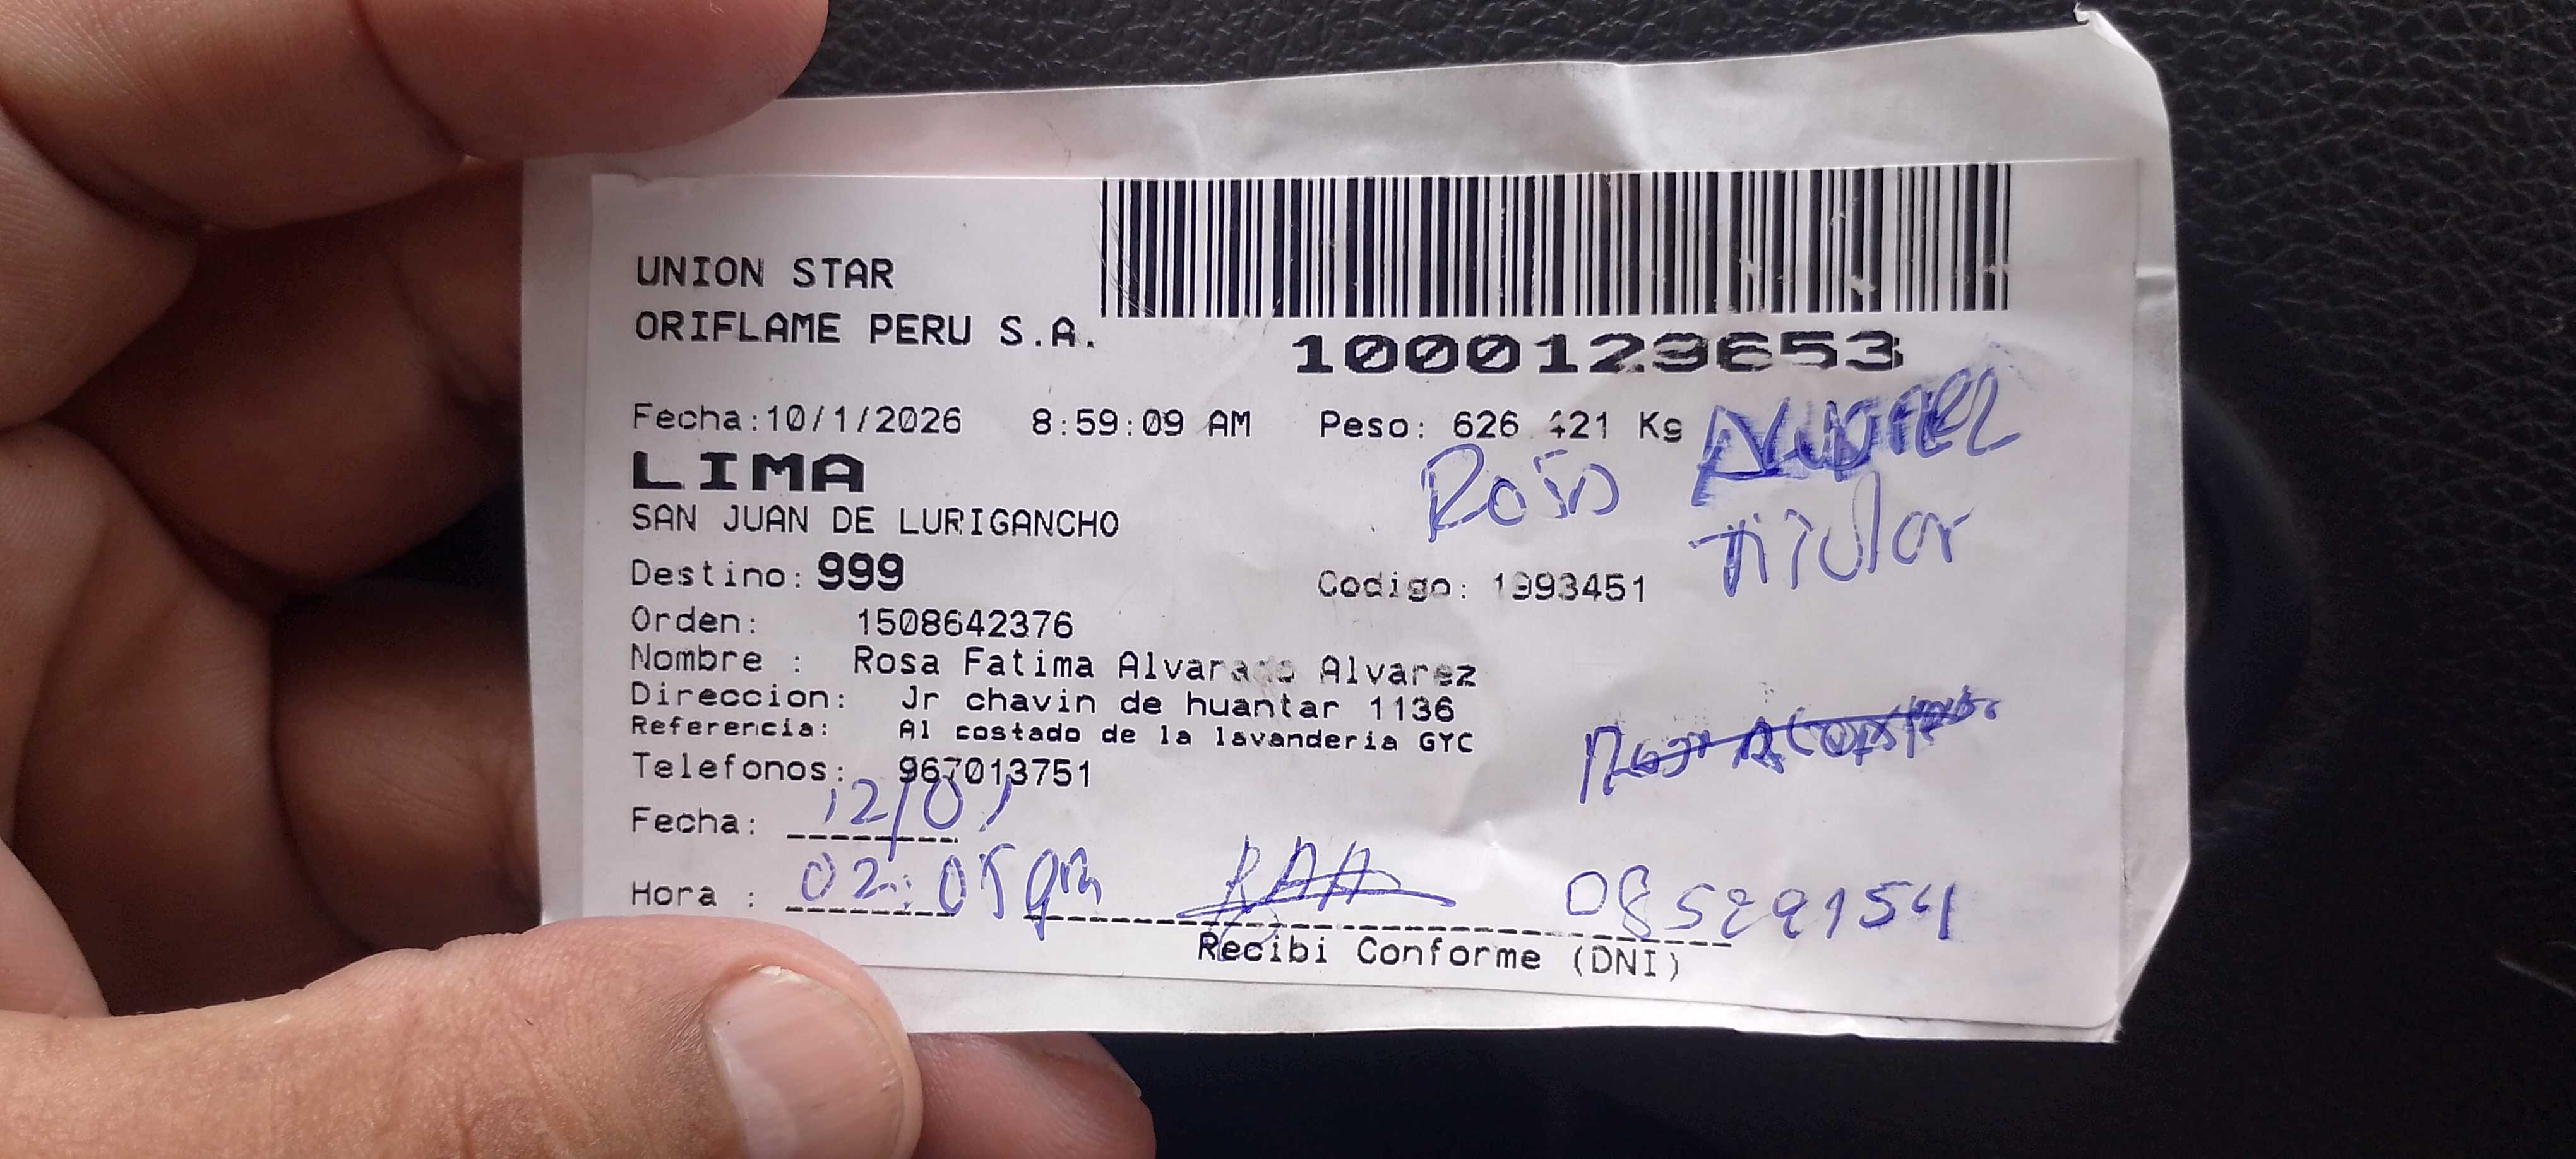 UNION STAR
ORIFLAME PERU S.A.
1000129653
Fecha:10/1/2026 8:59:09 AM Peso: 626.421 Kg
LIMA
SAN JUAN DE LURIGANCHO
Destino: 999 Codigo: 1993451
Titular
Orden: 1508642376
Nombre : Rosa Fatima Alvarado Alvarez
Direccion: Jr chavin de huantar 1136
Referencia: Al costado de la lavanderia GYC
Telefonos: 967013751
Fecha: 12/01
Hora : 02:05 pm
08529154
Recibi Conforme (DNI)